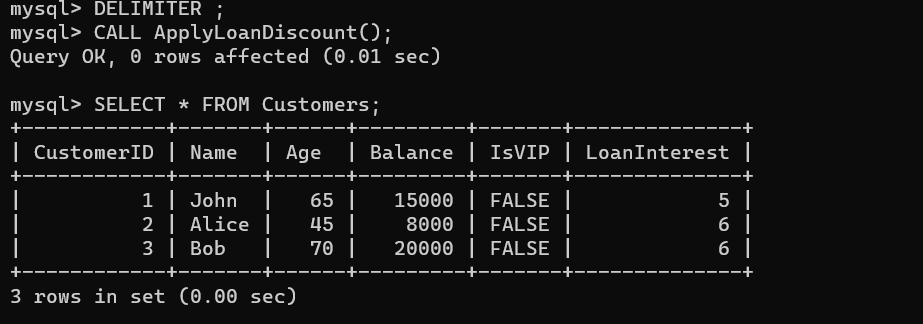 mysql> DELIMITER ;
mysql> CALL ApplyLoanDiscount();
Query OK, 0 rows affected (0.01 sec)

mysql> SELECT * FROM Customers;
+------------+-------+------+---------+-------+--------------+
| CustomerID | Name  | Age  | Balance | IsVIP | LoanInterest |
+------------+-------+------+---------+-------+--------------+
|          1 | John  |   65 |   15000 | FALSE |            5 |
|          2 | Alice |   45 |    8000 | FALSE |            6 |
|          3 | Bob   |   70 |   20000 | FALSE |            6 |
+------------+-------+------+---------+-------+--------------+
3 rows in set (0.00 sec)